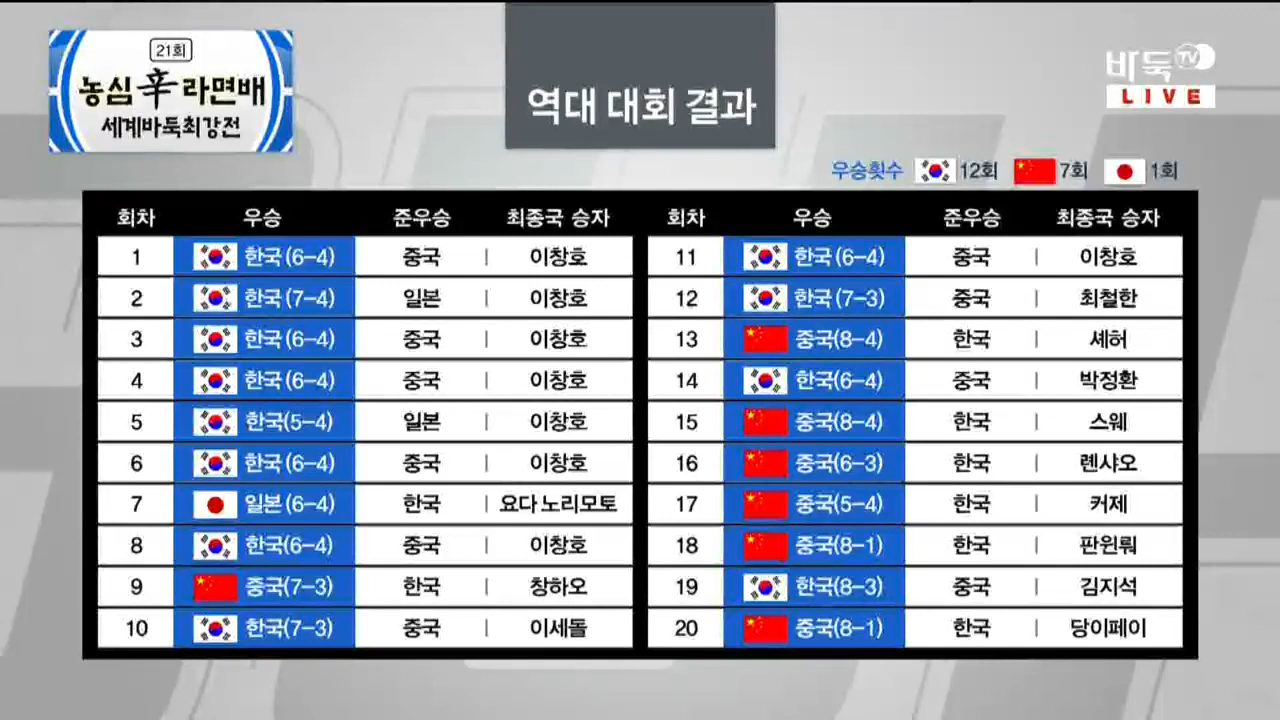 21회
농심 辛 라면배
세계바둑최강전
역대 대회 결과
바둑TV
LIVE
우승횟수 12회 7회 1회
회차 우승 준우승 최종국 승자
1 한국(6-4) 중국 | 이창호
2 한국(7-4) 일본 | 이창호
3 한국(6-4) 중국 | 이창호
4 한국(6-4) 중국 | 이창호
5 한국(5-4) 일본 | 이창호
6 한국(6-4) 중국 | 이창호
7 일본(6-4) 한국 | 요다 노리모토
8 한국(6-4) 중국 | 이창호
9 중국(7-3) 한국 | 창하오
10 한국(7-3) 중국 | 이세돌
회차 우승 준우승 최종국 승자
11 한국(6-4) 중국 | 이창호
12 한국(7-3) 중국 | 최철한
13 중국(8-4) 한국 | 셰허
14 한국(6-4) 중국 | 박정환
15 중국(8-4) 한국 | 스웨
16 중국(6-3) 한국 | 롄샤오
17 중국(5-4) 한국 | 커제
18 중국(8-1) 한국 | 판윈뤄
19 한국(8-3) 중국 | 김지석
20 중국(8-1) 한국 | 당이페이